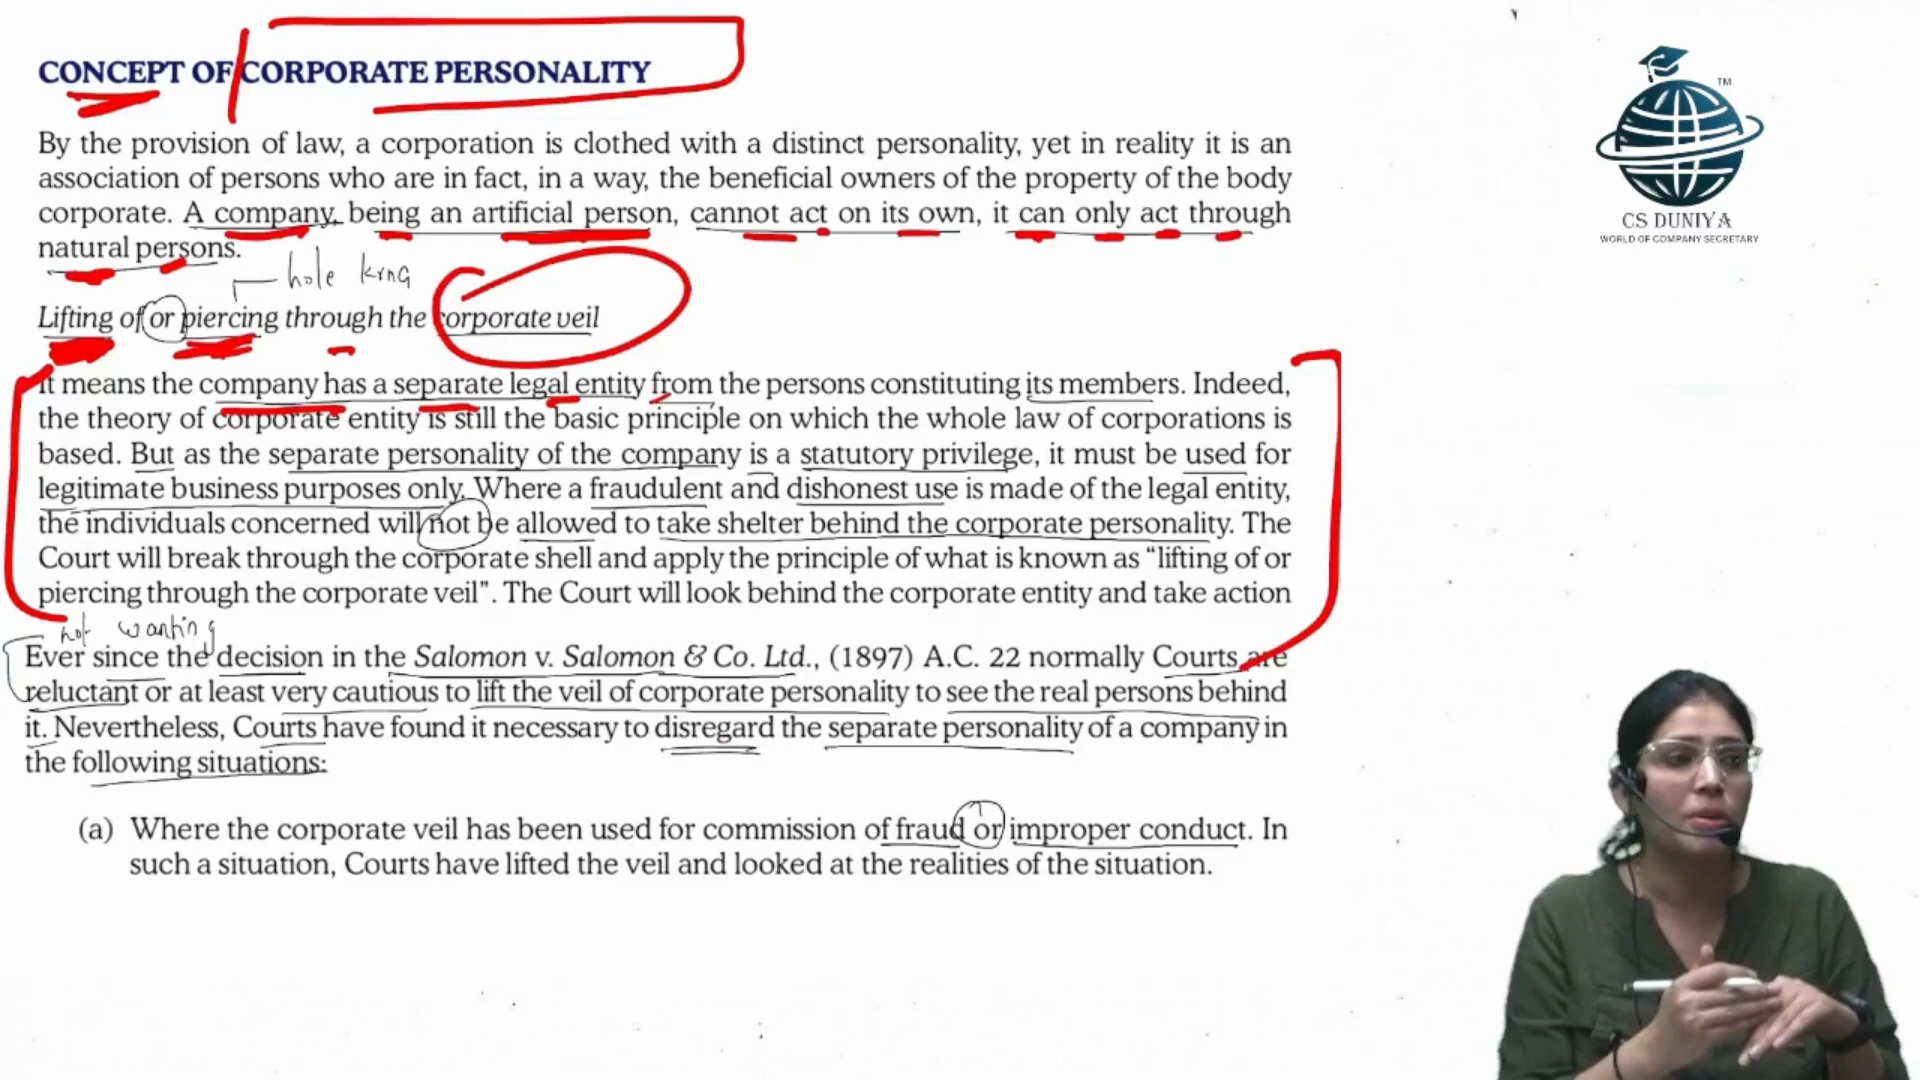 CONCEPT OF CORPORATE PERSONALITY
By the provision of law, a corporation is clothed with a distinct personality, yet in reality it is an
association of persons who are in fact, in a way, the beneficial owners of the property of the body
corporate. A company, being an artificial person, cannot act on its own, it can only act through
natural persons.
hole krna
Lifting of or piercing through the corporate veil
It means the company has a separate legal entity from the persons constituting its members. Indeed,
the theory of corporate entity is still the basic principle on which the whole law of corporations is
based. But as the separate personality of the company is a statutory privilege, it must be used for
legitimate business purposes only. Where a fraudulent and dishonest use is made of the legal entity,
the individuals concerned will not be allowed to take shelter behind the corporate personality. The
Court will break through the corporate shell and apply the principle of what is known as “lifting of or
piercing through the corporate veil”. The Court will look behind the corporate entity and take action
not wanting
Ever since the decision in the Salomon v. Salomon & Co. Ltd., (1897) A.C. 22 normally Courts are
reluctant or at least very cautious to lift the veil of corporate personality to see the real persons behind
it. Nevertheless, Courts have found it necessary to disregard the separate personality of a company in
the following situations:
(a) Where the corporate veil has been used for commission of fraud or improper conduct. In
such a situation, Courts have lifted the veil and looked at the realities of the situation.
TM
CS DUNIYA
WORLD OF COMPANY SECRETARY